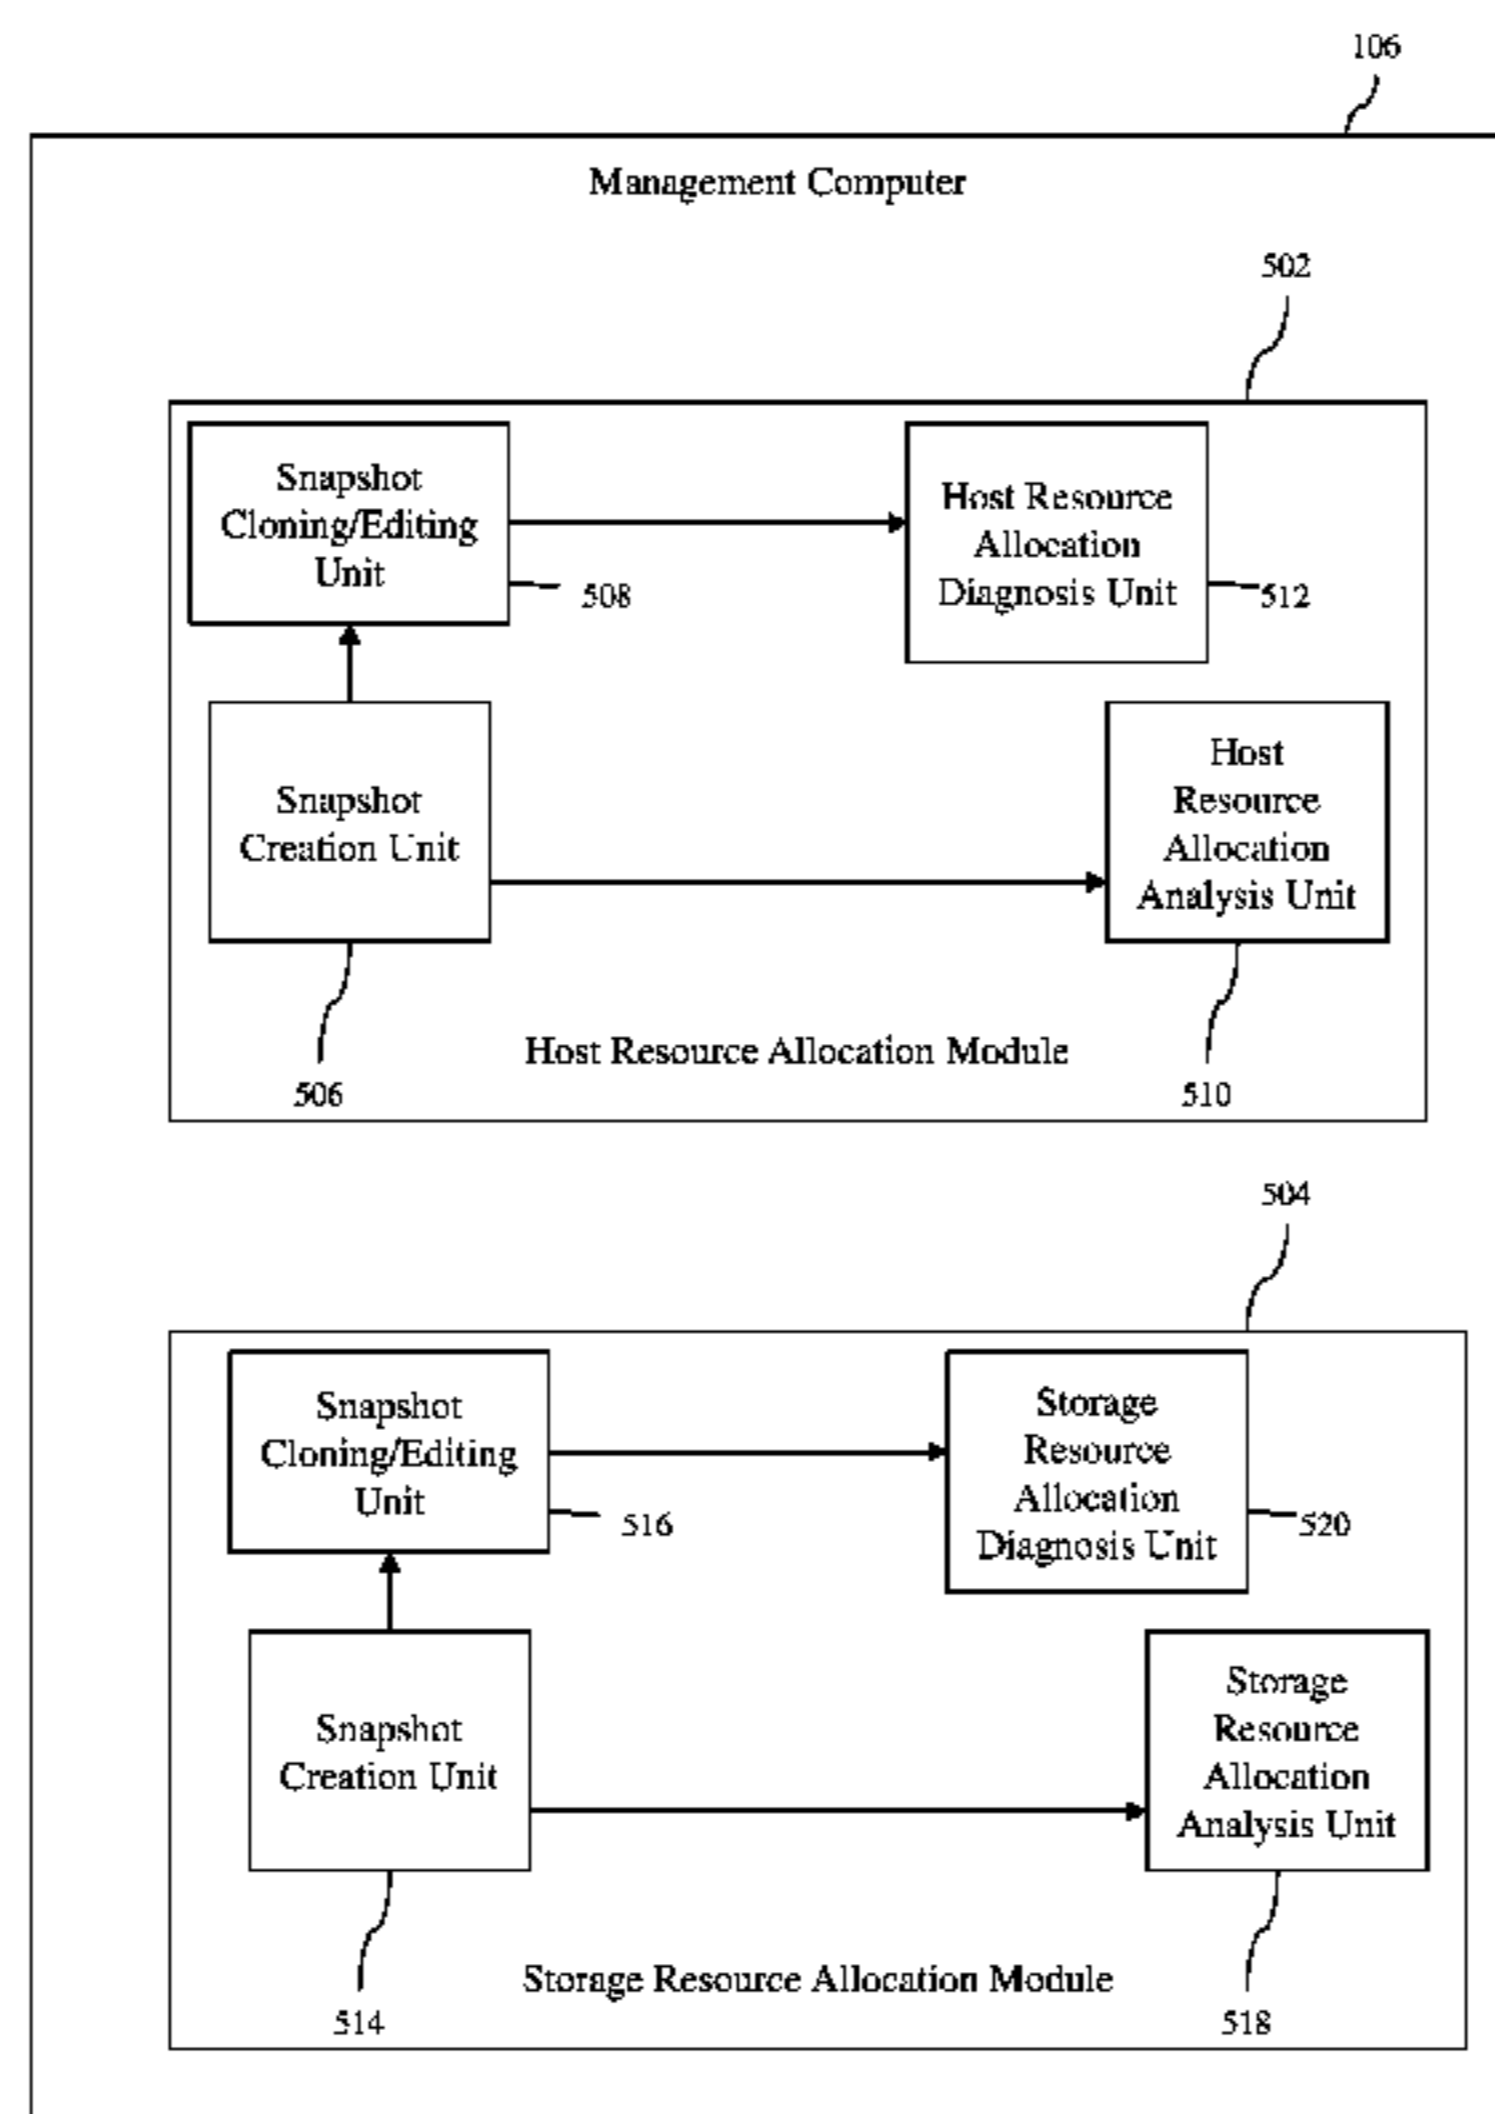 106
Management Computer
502
Snapshot
Cloning/Editing
Unit
508
Host Resource
Allocation
Diagnosis Unit
512
Snapshot
Creation Unit
506
Host
Resource
Allocation
Analysis Unit
510
Host Resource Allocation Module
504
Snapshot
Cloning/Editing
Unit
516
Storage
Resource
Allocation
Diagnosis Unit
520
Snapshot
Creation Unit
514
Storage
Resource
Allocation
Analysis Unit
518
Storage Resource Allocation Module